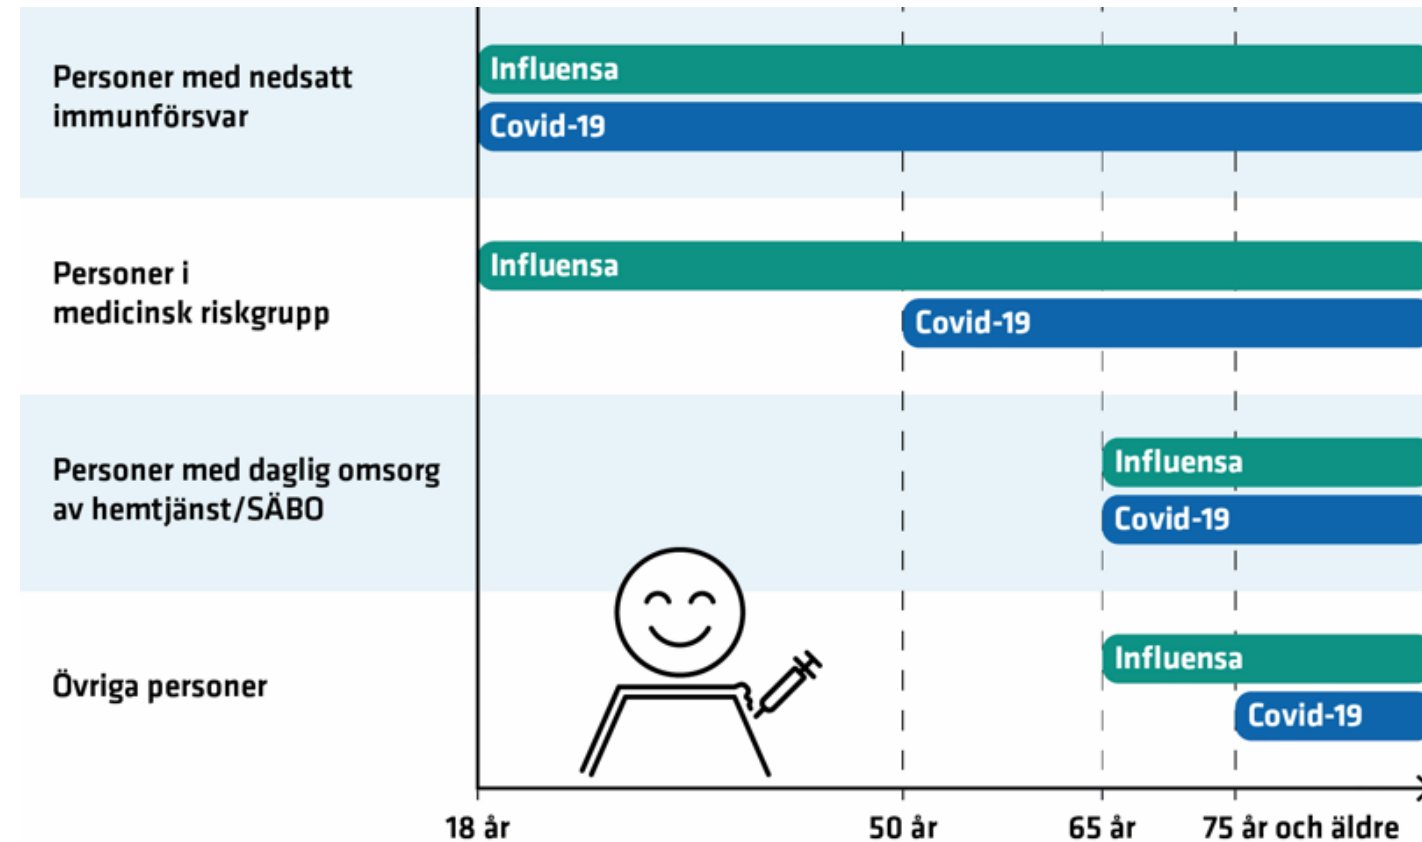 Personer med nedsatt
immunförsvar
Influensa
Covid-19
Personer i
medicinsk riskgrupp
Influensa
Covid-19
Personer med daglig omsorg
av hemtjänst/SÄBO
Influensa
Covid-19
Övriga personer
Influensa
Covid-19
18 år
50 år
65 år
75 år och äldre